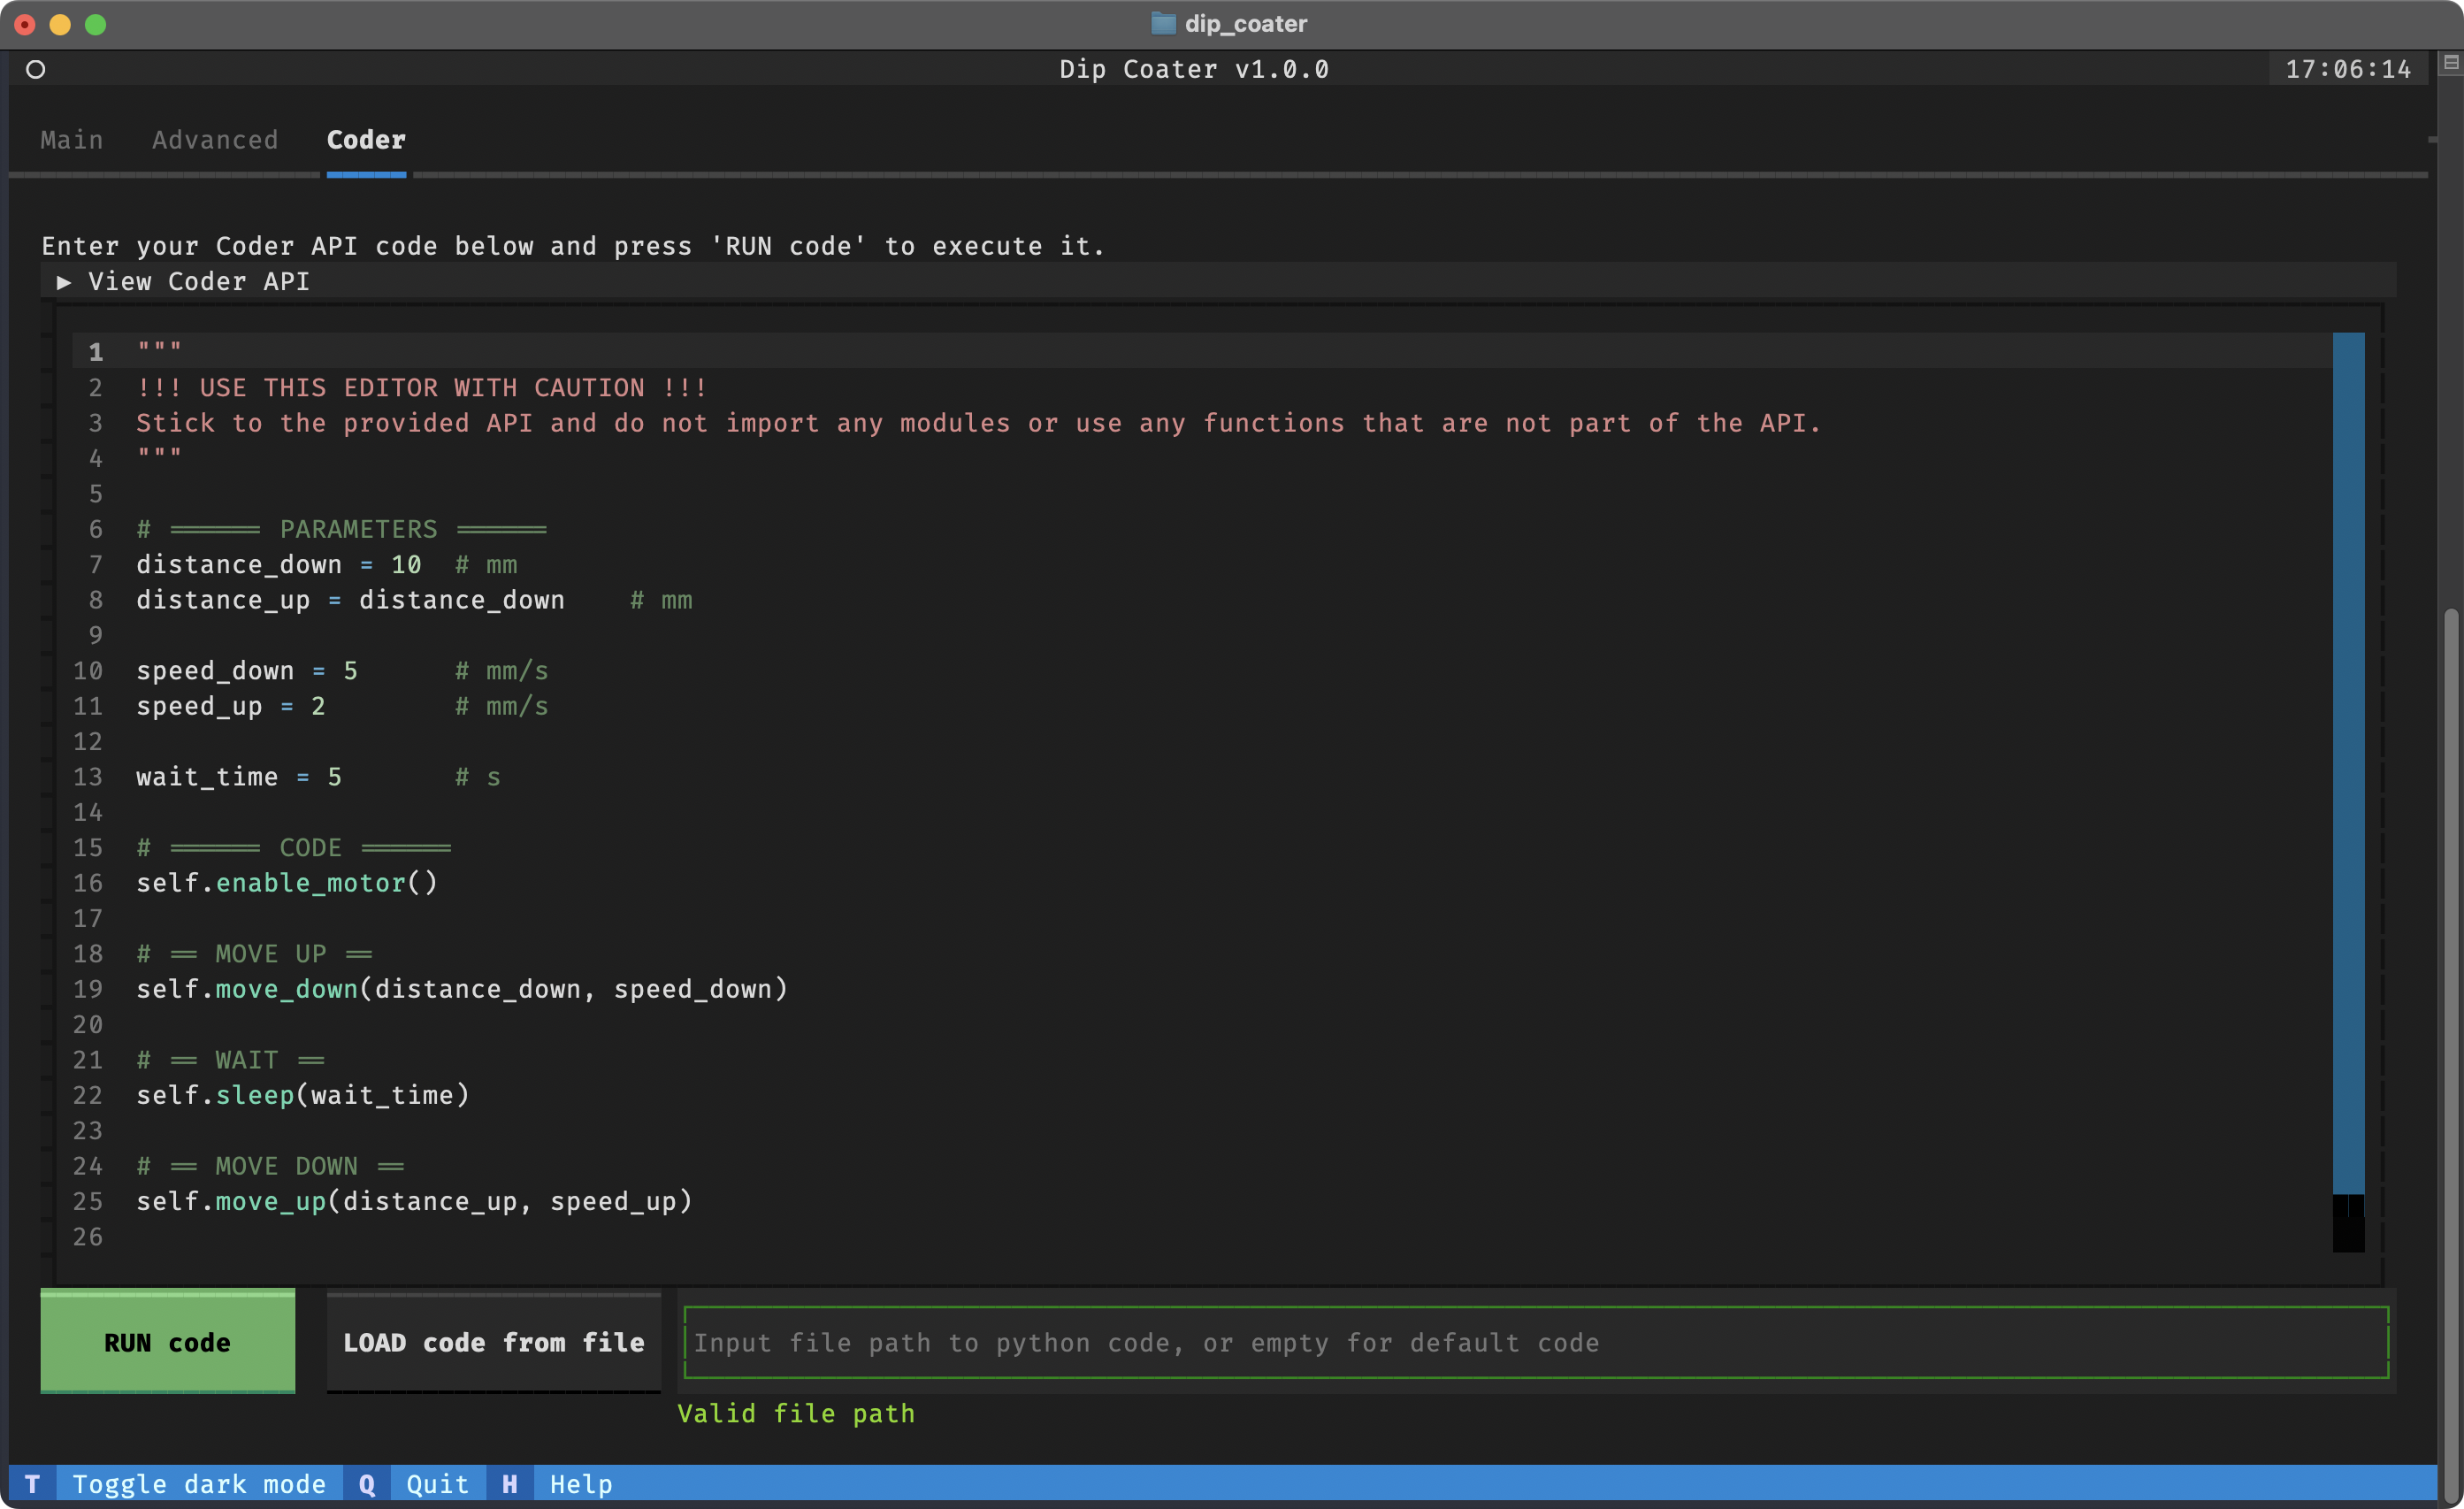 dip_coater
Dip Coater v1.0.0
17:06:14
Main Advanced Coder
Enter your Coder API code below and press 'RUN code' to execute it.
▶ View Coder API
1 """
2 !!! USE THIS EDITOR WITH CAUTION !!!
3 Stick to the provided API and do not import any modules or use any functions that are not part of the API.
4 """
5
6 # ====== PARAMETERS ======
7 distance_down = 10  # mm
8 distance_up = distance_down    # mm
9
10 speed_down = 5      # mm/s
11 speed_up = 2        # mm/s
12
13 wait_time = 5       # s
14
15 # ====== CODE ======
16 self.enable_motor()
17
18 # == MOVE UP ==
19 self.move_down(distance_down, speed_down)
20
21 # == WAIT ==
22 self.sleep(wait_time)
23
24 # == MOVE DOWN ==
25 self.move_up(distance_up, speed_up)
26
RUN code LOAD code from file Input file path to python code, or empty for default code
Valid file path
T Toggle dark mode Q Quit H Help